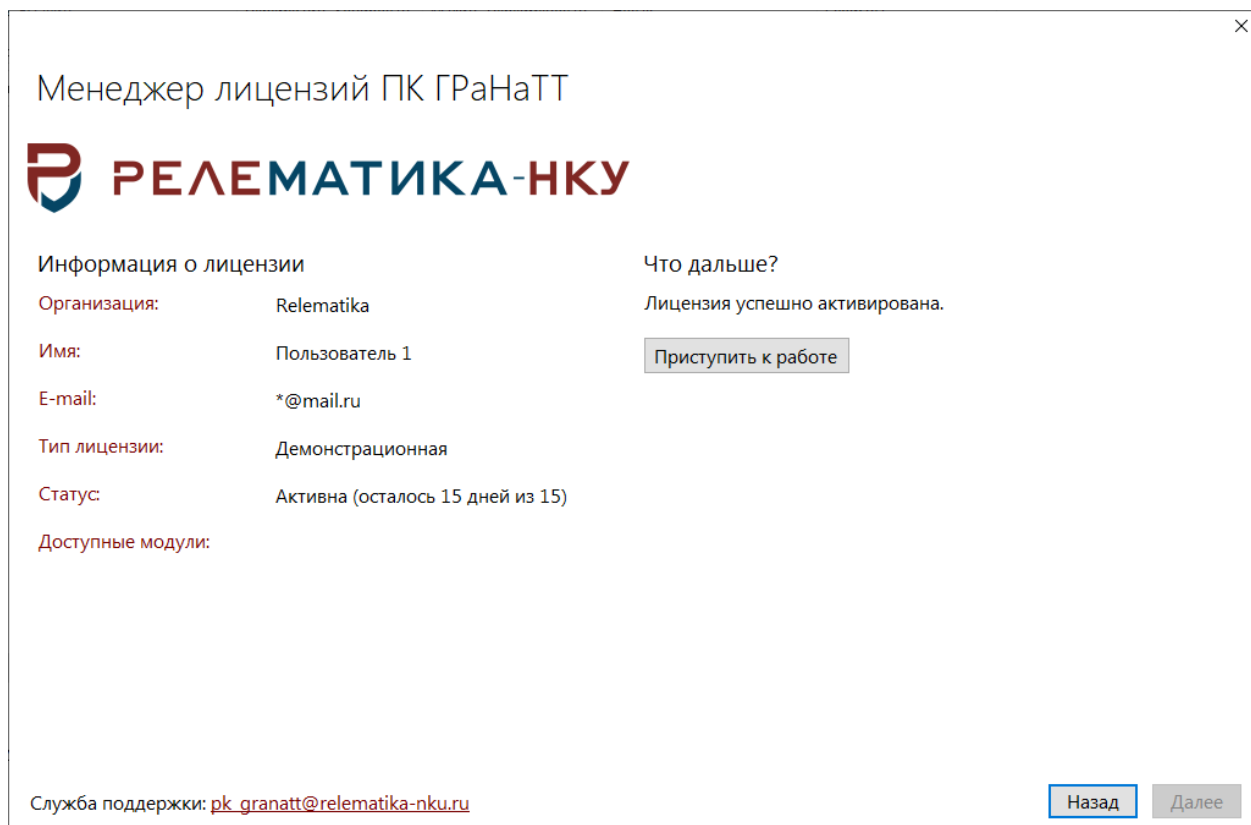 Менеджер лицензий ПК ГРаНаТТ
РЕЛЕМАТИКА-НКУ
Информация о лицензии
Организация: Relematika
Имя: Пользователь 1
E-mail: *@mail.ru
Тип лицензии: Демонстрационная
Статус: Активна (осталось 15 дней из 15)
Доступные модули:
Что дальше?
Лицензия успешно активирована.
Приступить к работе
Служба поддержки: pk_granatt@relematika-nku.ru
Назад
Далее